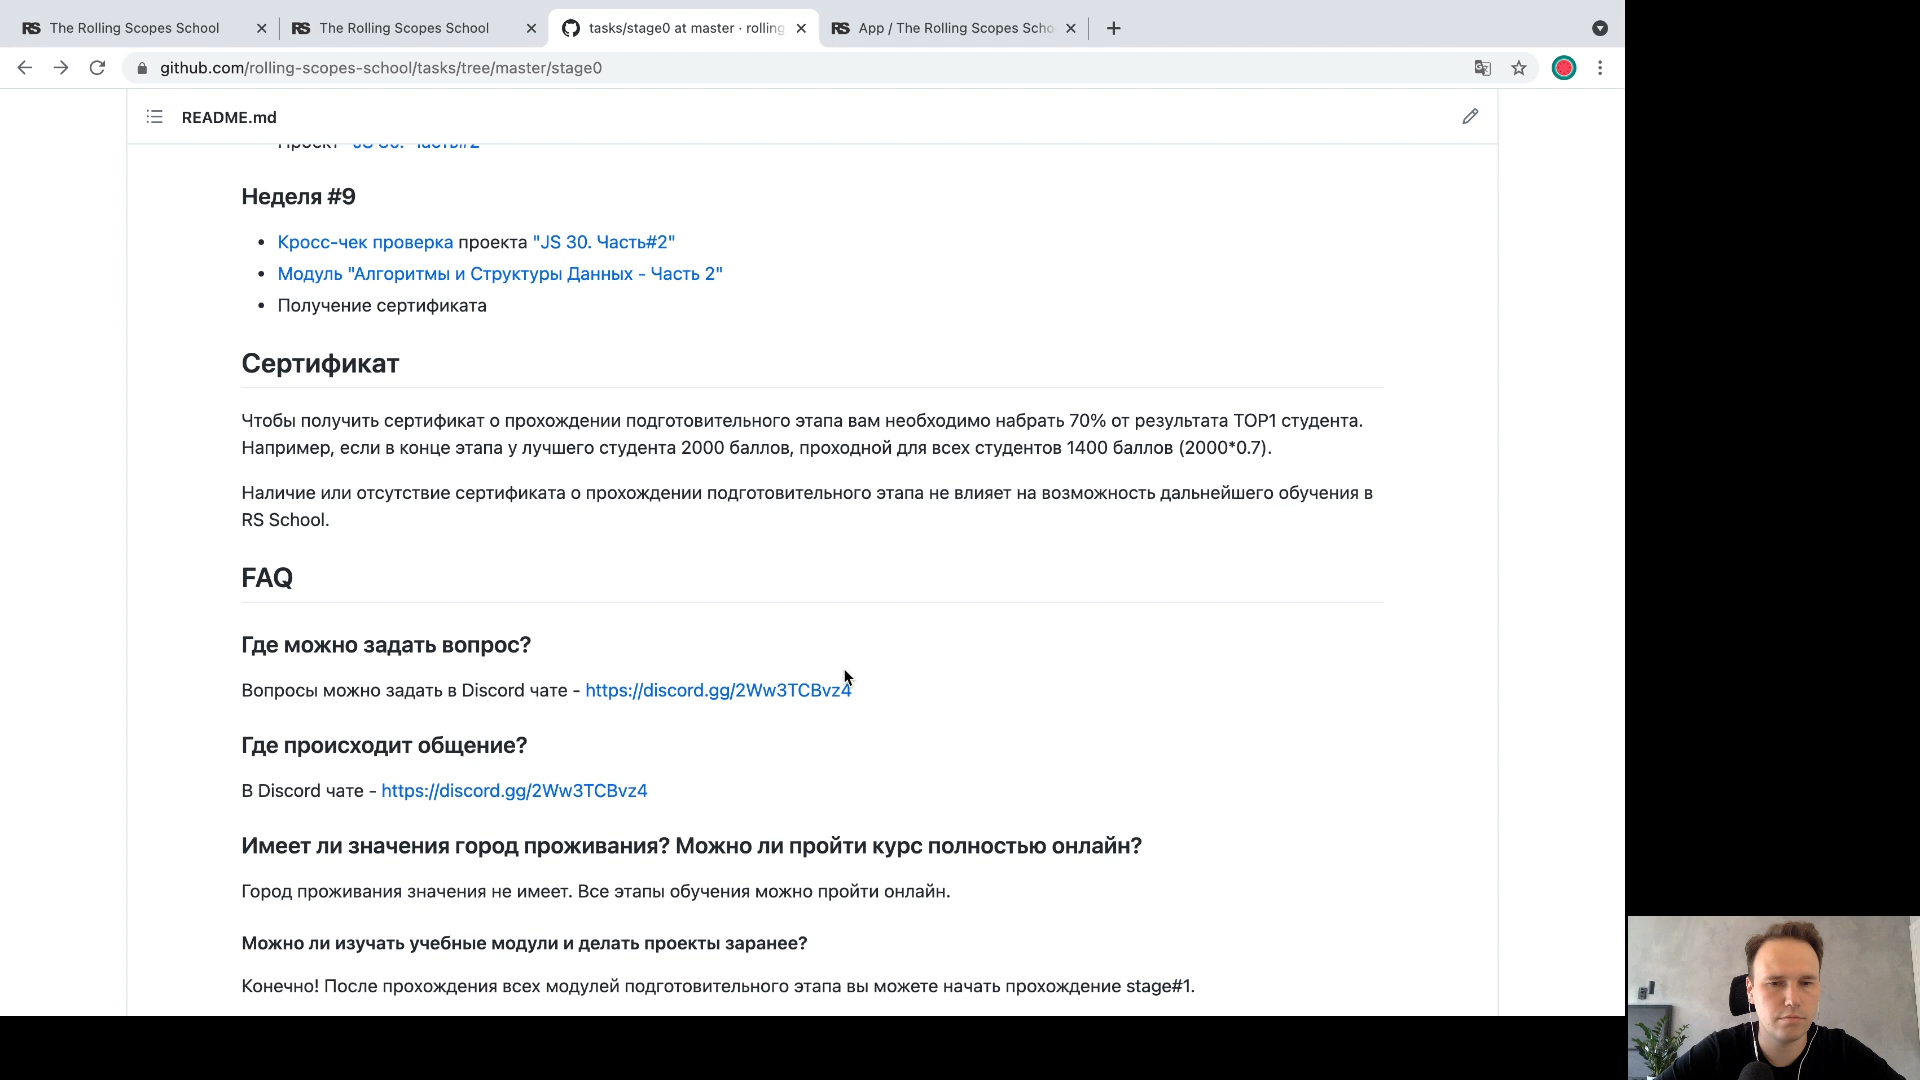 The Rolling Scopes School
The Rolling Scopes School
tasks/stage0 at master · rolling
App / The Rolling Scopes Scho
github.com/rolling-scopes-school/tasks/tree/master/stage0
README.md
Проект "JS 30. Часть#2"
Неделя #9
Кросс-чек проверка проекта "JS 30. Часть#2"
Модуль "Алгоритмы и Структуры Данных - Часть 2"
Получение сертификата
Сертификат
Чтобы получить сертификат о прохождении подготовительного этапа вам необходимо набрать 70% от результата TOP1 студента.
Например, если в конце этапа у лучшего студента 2000 баллов, проходной для всех студентов 1400 баллов (2000*0.7).
Наличие или отсутствие сертификата о прохождении подготовительного этапа не влияет на возможность дальнейшего обучения в
RS School.
FAQ
Где можно задать вопрос?
Вопросы можно задать в Discord чате - https://discord.gg/2Ww3TCBvz4
Где происходит общение?
В Discord чате - https://discord.gg/2Ww3TCBvz4
Имеет ли значения город проживания? Можно ли пройти курс полностью онлайн?
Город проживания значения не имеет. Все этапы обучения можно пройти онлайн.
Можно ли изучать учебные модули и делать проекты заранее?
Конечно! После прохождения всех модулей подготовительного этапа вы можете начать прохождение stage#1.